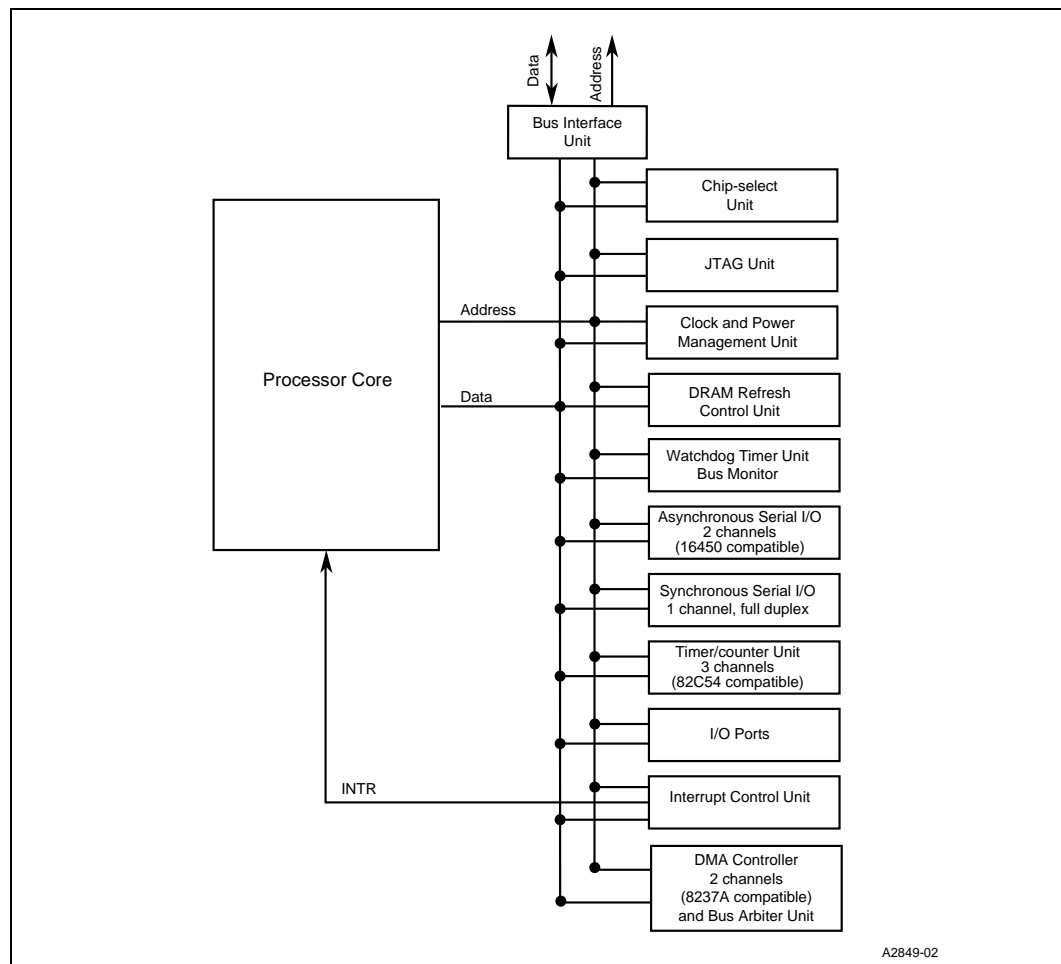 Data
Address
Bus Interface
Unit
Chip-select
Unit
JTAG Unit
Address
Clock and Power
Management Unit
Processor Core
Data
DRAM Refresh
Control Unit
Watchdog Timer Unit
Bus Monitor
Asynchronous Serial I/O
2 channels
(16450 compatible)
Synchronous Serial I/O
1 channel, full duplex
Timer/counter Unit
3 channels
(82C54 compatible)
I/O Ports
INTR
Interrupt Control Unit
DMA Controller
2 channels
(8237A compatible)
and Bus Arbiter Unit
A2849-02